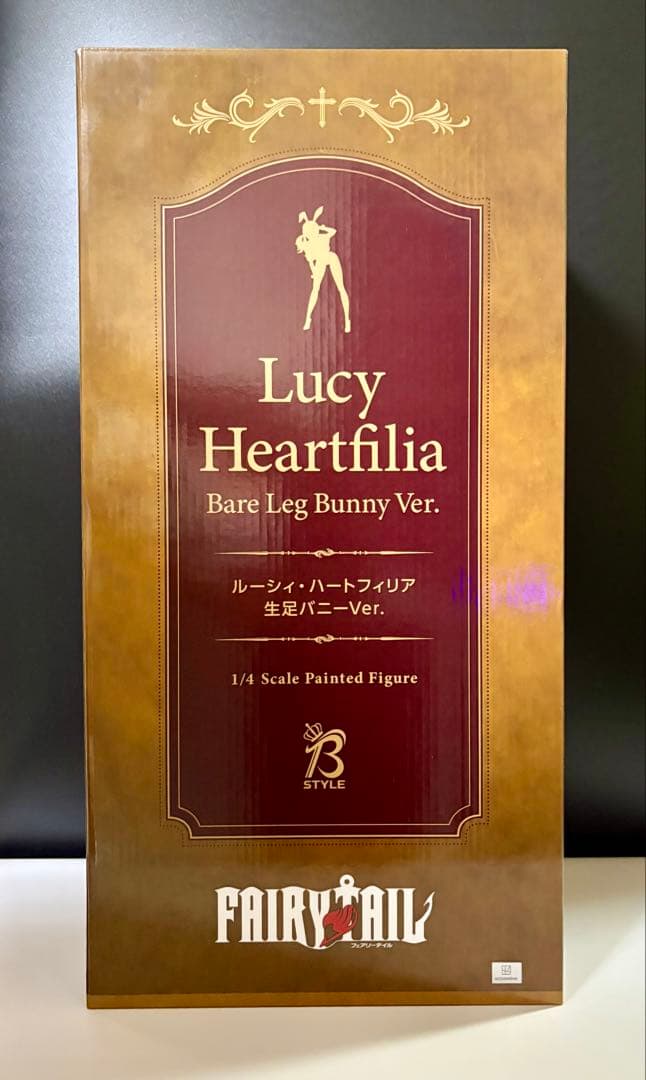 Lucy
Heartfilia
Bare Leg Bunny Ver.
ルーシィ・ハートフィリア
生足バニーVer.
1/4 Scale Painted Figure
B
STYLE
FAIRY TAIL
フェアリーテイル